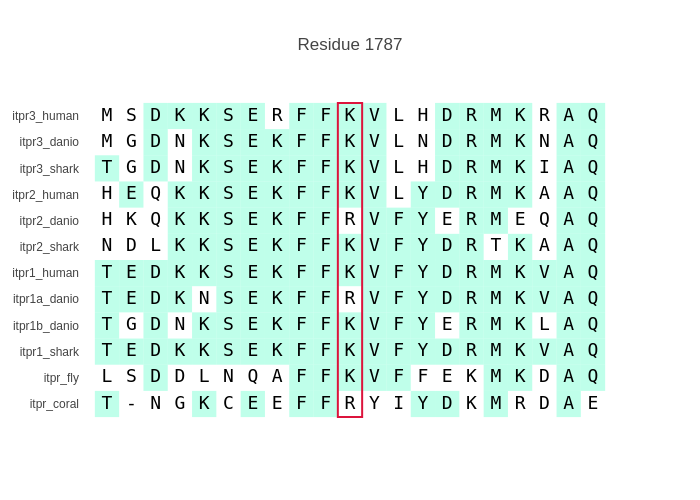 Residue 1787
itpr3_human M S D K K S E R F F K V L H D R M K R A Q
itpr3_danio M G D N K S E K F F K V L N D R M K N A Q
itpr3_shark T G D N K S E K F F K V L H D R M K I A Q
itpr2_human H E Q K K S E K F F K V L Y D R M K A A Q
itpr2_danio H K Q K K S E K F F R V F Y E R M E Q A Q
itpr2_shark N D L K K S E K F F K V F Y D R T K A A Q
itpr1_human T E D K K S E K F F K V F Y D R M K V A Q
itpr1a_danio T E D K N S E K F F R V F Y D R M K V A Q
itpr1b_danio T G D N K S E K F F K V F Y E R M K L A Q
itpr1_shark T E D K K S E K F F K V F Y D R M K V A Q
itpr_fly L S D D L N Q A F F K V F F E K M K D A Q
itpr_coral T - N G K C E E F F R Y I Y D K M R D A E